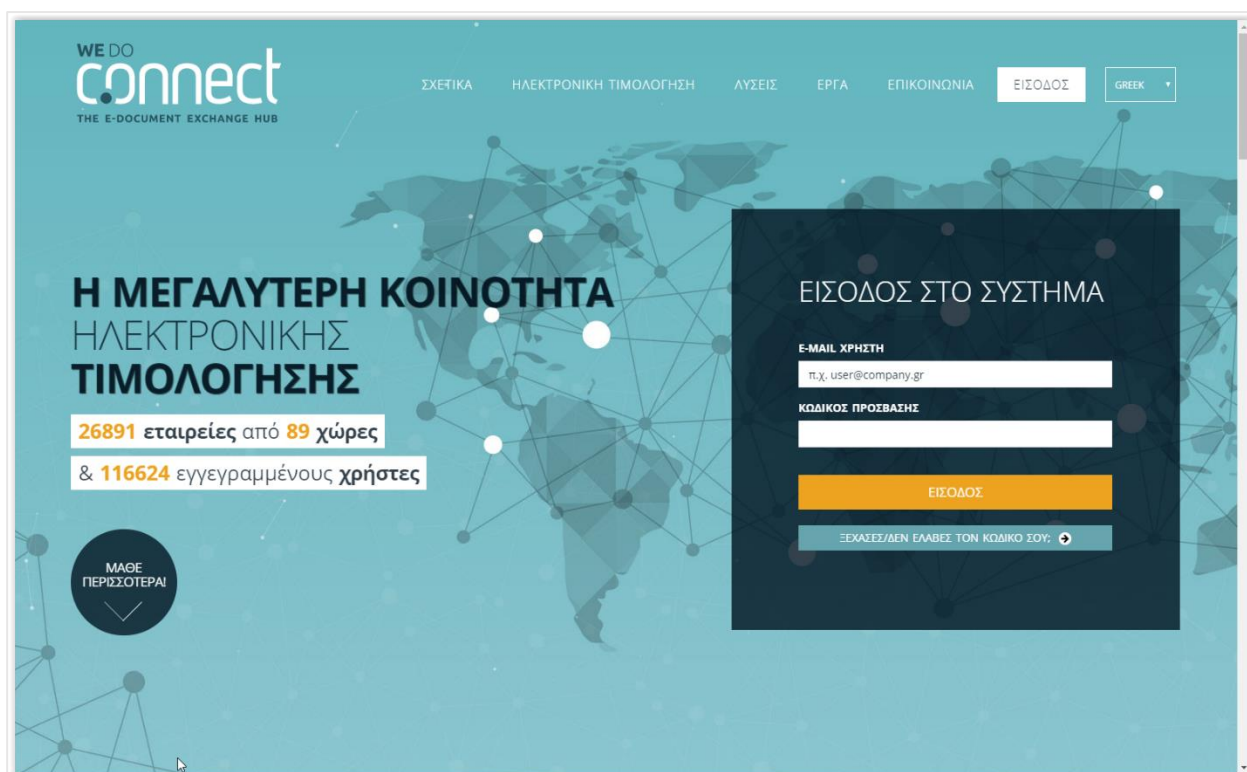 WE DO
connect
THE E-DOCUMENT EXCHANGE HUB
ΣΧΕΤΙΚΑ ΗΛΕΚΤΡΟΝΙΚΗ ΤΙΜΟΛΟΓΗΣΗ ΛΥΣΕΙΣ ΕΡΓΑ ΕΠΙΚΟΙΝΩΝΙΑ ΕΙΣΟΔΟΣ GREEK
Η ΜΕΓΑΛΥΤΕΡΗ ΚΟΙΝΟΤΗΤΑ
ΗΛΕΚΤΡΟΝΙΚΗΣ
ΤΙΜΟΛΟΓΗΣΗΣ
26891 εταιρείες από 89 χώρες
& 116624 εγγεγραμμένους χρήστες
ΜΑΘΕ
ΠΕΡΙΣΣΟΤΕΡΑ!
ΕΙΣΟΔΟΣ ΣΤΟ ΣΥΣΤΗΜΑ
E-MAIL ΧΡΗΣΤΗ
π.χ. user@company.gr
ΚΩΔΙΚΟΣ ΠΡΟΣΒΑΣΗΣ
ΕΙΣΟΔΟΣ
ΞΕΧΑΣΕΣ/ΔΕΝ ΕΛΑΒΕΣ ΤΟΝ ΚΩΔΙΚΟ ΣΟΥ;